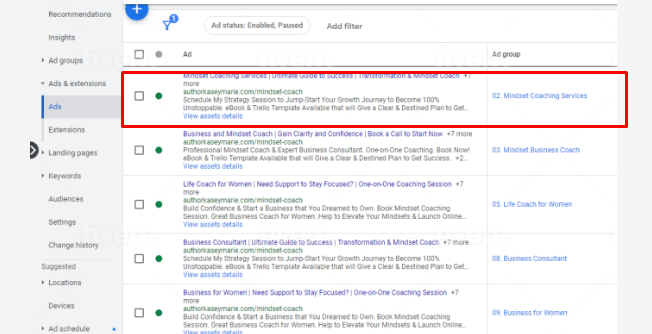 Recommendations
Insights
Ad groups
Ads & extensions
Ads
Extensions
Landing pages
Keywords
Audiences
Settings
Change history
Suggested
Locations
Devices
Ad schedule
1
Ad status: Enabled, Paused
Add filter
Ad
Ad group
Mindset Coaching Services | Ultimate Guide to Success | Transformation & Mindset Coach +7
more
authorkaseymarie.com/mindset-coach
Schedule My Strategy Session to Jump-Start Your Growth Journey to Become 100%
Unstoppable. eBook & Trello Template Available that will Give a Clear & Destined Plan to Get…
View assets details
02. Mindset Coaching Services
Business and Mindset Coach | Gain Clarity and Confidence | Book a Call to Start Now +7 more
authorkaseymarie.com/mindset-coach
Professional Mindset Coach & Expert Business Consultant. One-on-One Coaching. Book Now!
eBook & Trello Template Available that will Give a Clear & Destined Plan to Get Success. +2…
View assets details
03. Mindset Business Coach
Life Coach for Women | Need Support to Stay Focused? | One-on-One Coaching Session +7
more
authorkaseymarie.com/mindset-coach
Build Confidence & Start a Business that You Dreamed to Own. Book Mindset Coaching
Session. Great Business Coach for Women. Help to Elevate Your Mindsets & Launch Online…
View assets details
05. Life Coach for Women
Business Consultant | Ultimate Guide to Success | Transformation & Mindset Coach +7 more
authorkaseymarie.com/mindset-coach
Schedule My Strategy Session to Jump-Start Your Growth Journey to Become 100%
Unstoppable. eBook & Trello Template Available that will Give a Clear & Destined Plan to Get…
View assets details
08. Business Consultant
Business for Women | Need Support to Stay Focused? | One-on-One Coaching Session +7
more
authorkaseymarie.com/mindset-coach
Build Confidence & Start a Business that You Dreamed to Own. Book Mindset Coaching
Session. Great Business Coach for Women. Help to Elevate Your Mindsets & Launch Online…
09. Business for Women